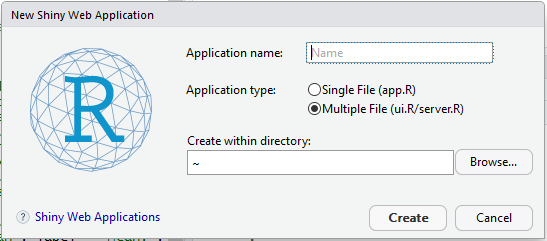 New Shiny Web Application
Application name:
Name
Application type:
Single File (app.R)
Multiple File (ui.R/server.R)
R
Create within directory:
~
Browse...
? Shiny Web Applications
Create
Cancel